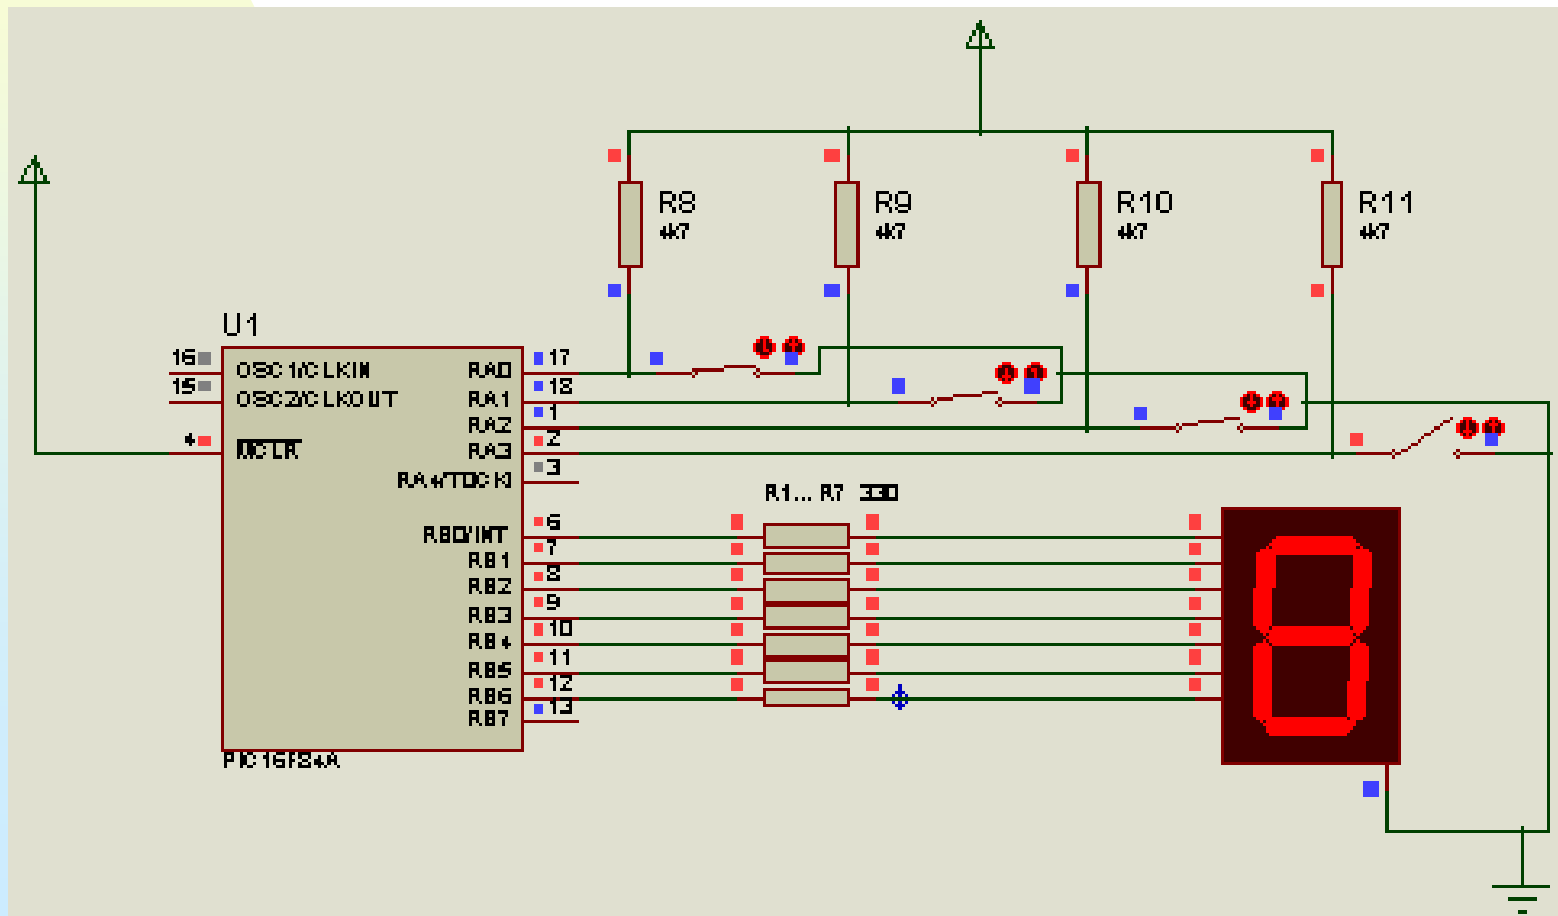 R8
4k7
R9
4k7
R10
4k7
R11
4k7
U1
16
OSC1/CLKIN
15
OSC2/CLKOUT
4
MCLR
RA0
17
RA1
18
RA2
1
RA3
2
RA4/T0CKI
3
RB0/INT
6
RB1
7
RB2
8
RB3
9
RB4
10
RB5
11
RB6
12
RB7
13
PIC16F84A
R1... R7 330
8